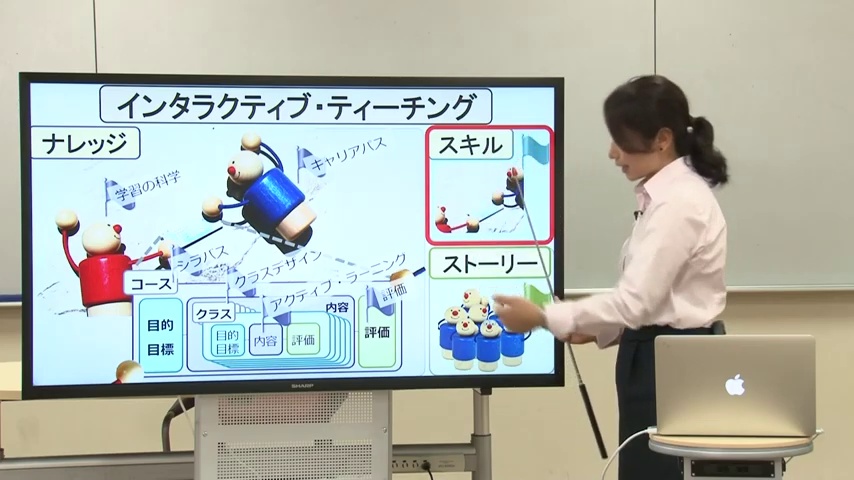 インタラクティブ・ティーチング
ナレッジ
スキル
キャリアパス
学習の科学
シラバス
クラスデザイン
アクティブ・ラーニング
評価
ストーリー
コース
目的
目標
クラス
内容
目的
目標
内容
評価
評価
SHARP